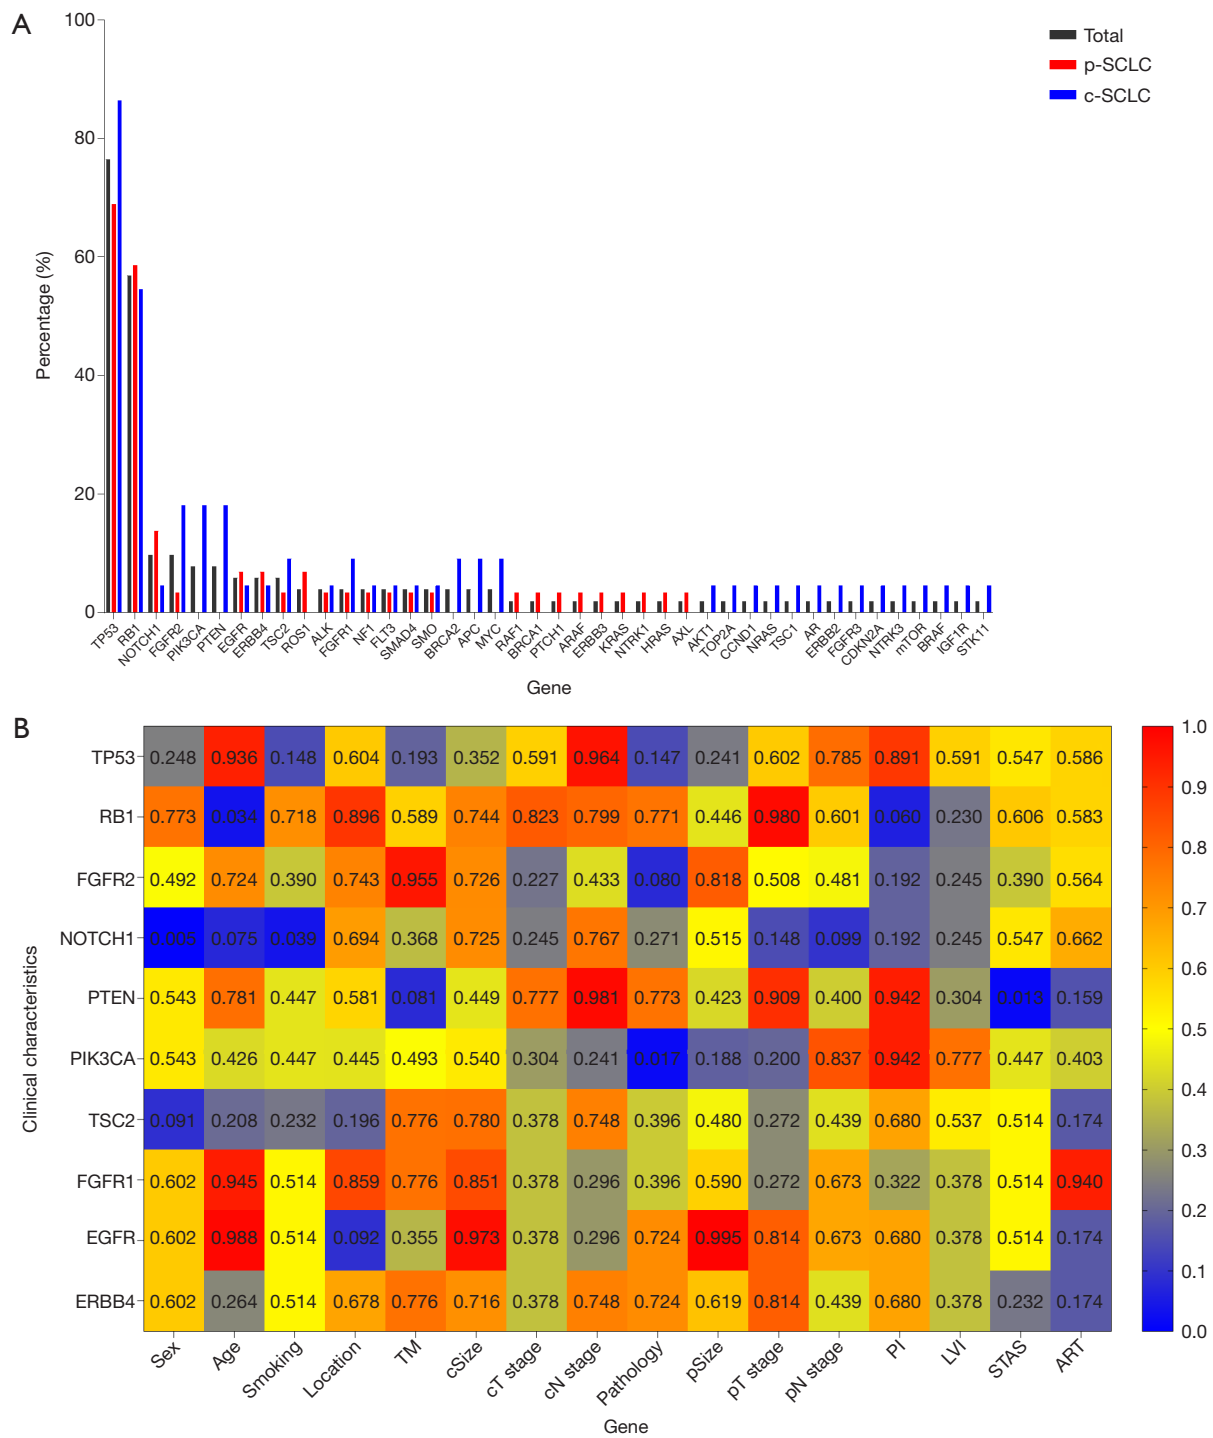 A
Total
p-SCLC
c-SCLC
Percentage (%)
100
80
60
40
20
0
TP53
RB1
NOTCH1
FGFR2
PIK3CA
PTEN
EGFR
ERBB4
TSC2
ROS1
ALK
FGFR1
NF1
FLT3
SMAD4
SMO
BRCA2
APC
MYC
RAF1
BRCA1
PTCH1
ARAF
ERBB3
KRAS
NTRK1
HRAS
AXL
AKT1
TOP2A
CCND1
NRAS
TSC1
AR
ERBB2
FGFR3
CDKN2A
NTRK3
mTOR
BRAF
IGF1R
STK11
Gene
B
Clinical characteristics
TP53 0.248 0.936 0.148 0.604 0.193 0.352 0.591 0.964 0.147 0.241 0.602 0.785 0.891 0.591 0.547 0.586
RB1 0.773 0.034 0.718 0.896 0.589 0.744 0.823 0.799 0.771 0.446 0.980 0.601 0.060 0.230 0.606 0.583
FGFR2 0.492 0.724 0.390 0.743 0.955 0.726 0.227 0.433 0.080 0.818 0.508 0.481 0.192 0.245 0.390 0.564
NOTCH1 0.005 0.075 0.039 0.694 0.368 0.725 0.245 0.767 0.271 0.515 0.148 0.099 0.192 0.245 0.547 0.662
PTEN 0.543 0.781 0.447 0.581 0.081 0.449 0.777 0.981 0.773 0.423 0.909 0.400 0.942 0.304 0.013 0.159
PIK3CA 0.543 0.426 0.447 0.445 0.493 0.540 0.304 0.241 0.017 0.188 0.200 0.837 0.942 0.777 0.447 0.403
TSC2 0.091 0.208 0.232 0.196 0.776 0.780 0.378 0.748 0.396 0.480 0.272 0.439 0.680 0.537 0.514 0.174
FGFR1 0.602 0.945 0.514 0.859 0.776 0.851 0.378 0.296 0.396 0.590 0.272 0.673 0.322 0.378 0.514 0.940
EGFR 0.602 0.988 0.514 0.092 0.355 0.973 0.378 0.296 0.724 0.995 0.814 0.673 0.680 0.378 0.514 0.174
ERBB4 0.602 0.264 0.514 0.678 0.776 0.716 0.378 0.748 0.724 0.619 0.814 0.439 0.680 0.378 0.232 0.174
Sex
Age
Smoking
Location
TM
cSize
cT stage
cN stage
Pathology
pSize
pT stage
pN stage
PI
LVI
STAS
ART
Gene
1.0
0.9
0.8
0.7
0.6
0.5
0.4
0.3
0.2
0.1
0.0